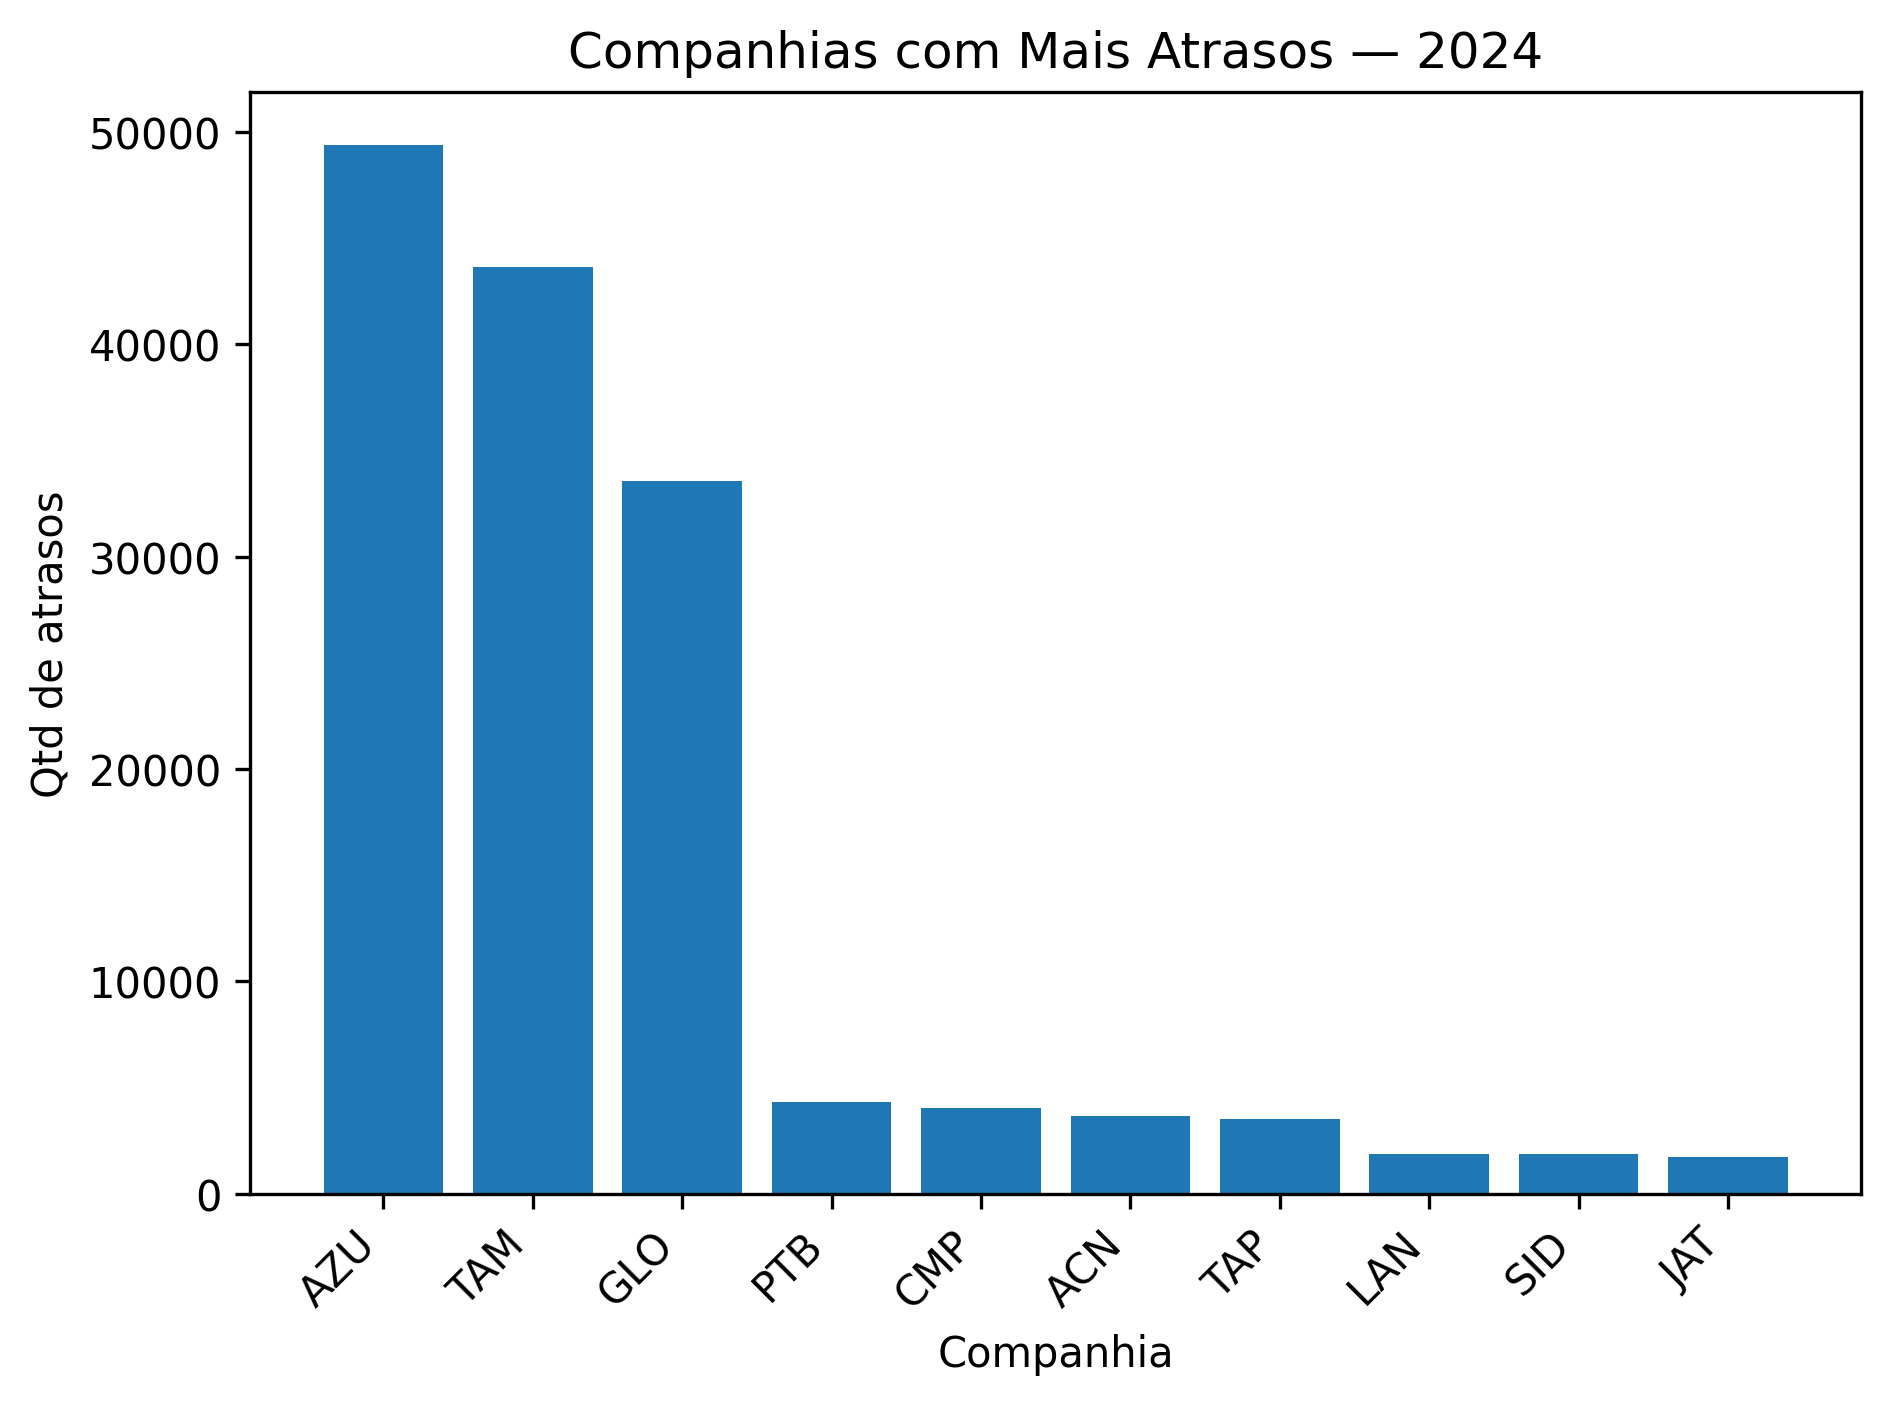 Companhias com Mais Atrasos — 2024
Qtd de atrasos
50000
40000
30000
20000
10000
0
AZU
TAM
GLO
PTB
CMP
ACN
TAP
LAN
SID
JAT
Companhia